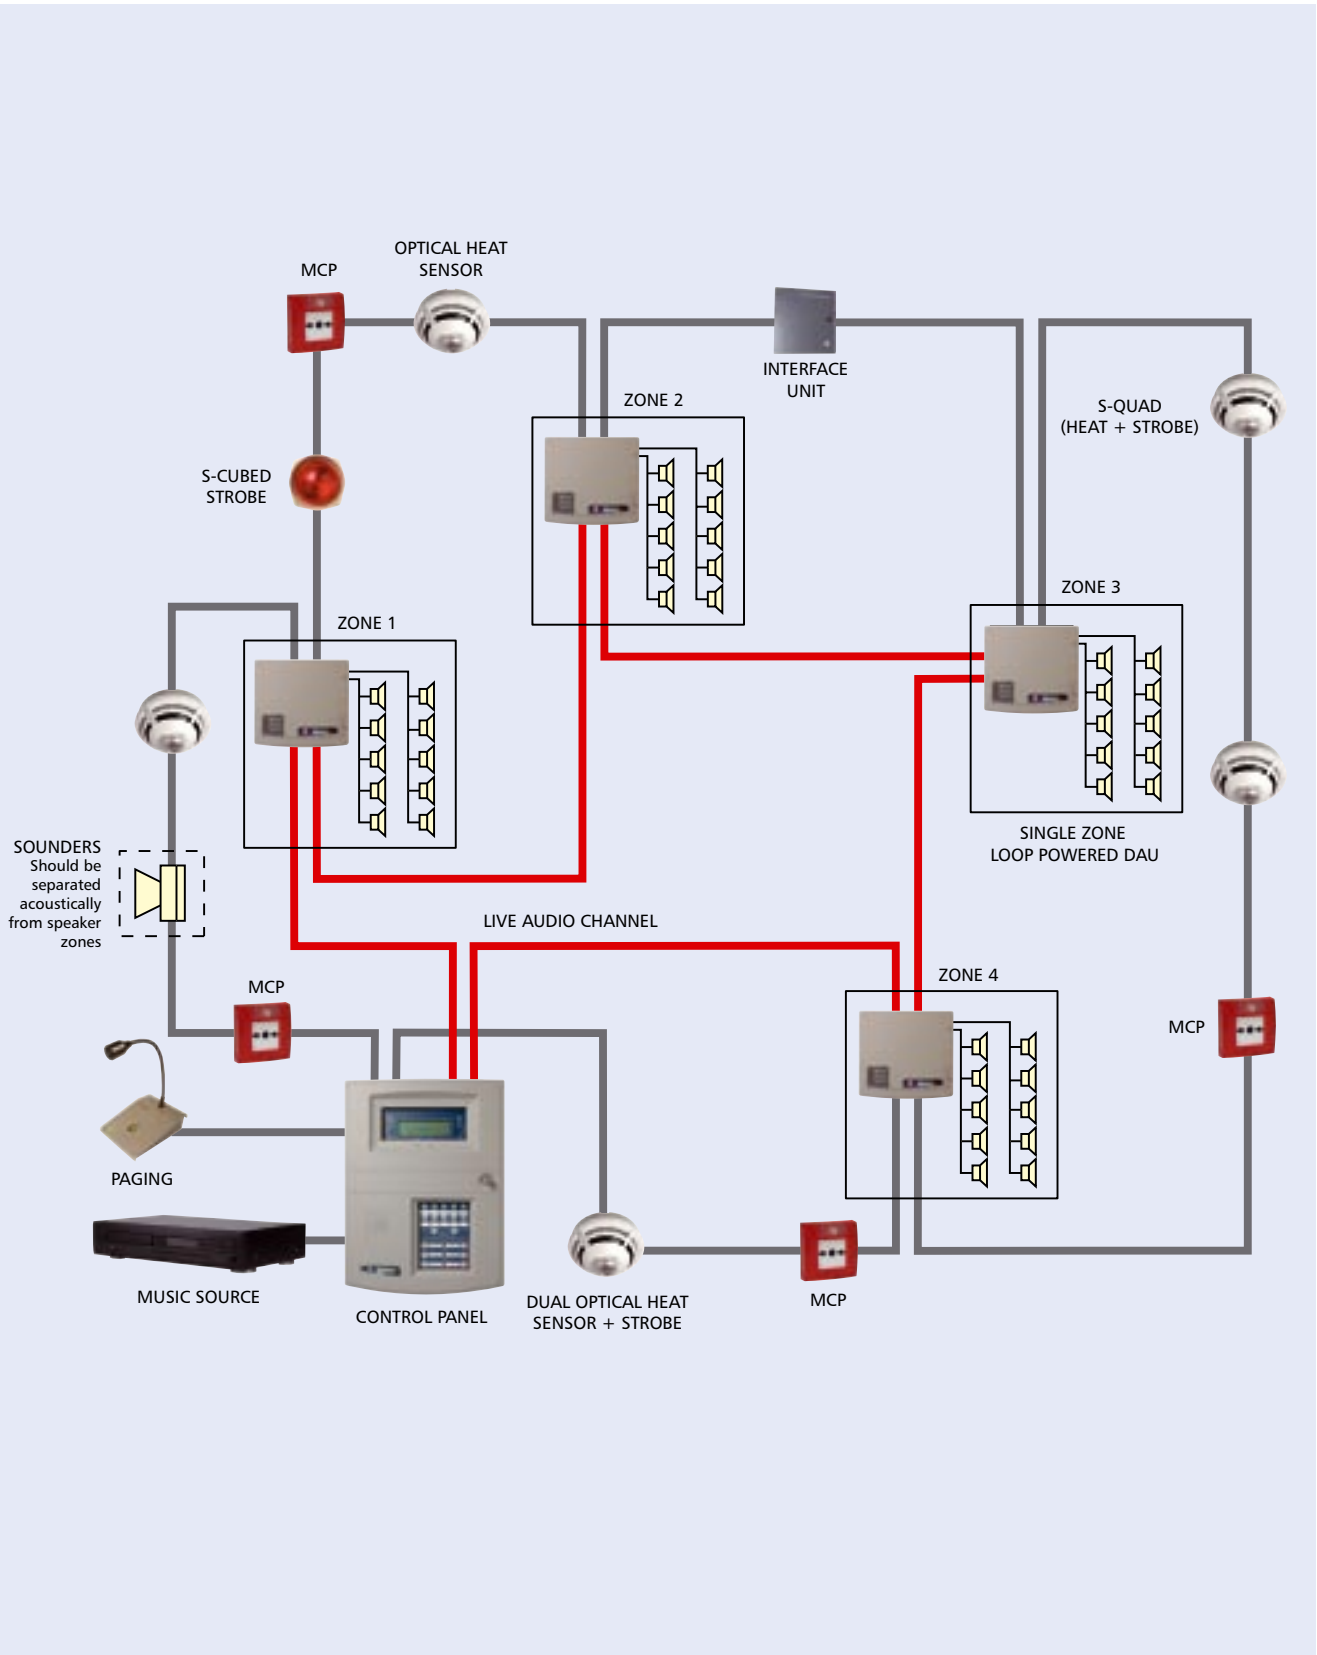 OPTICAL HEAT
SENSOR
MCP
INTERFACE
UNIT
ZONE 2
S-QUAD
(HEAT + STROBE)
S-CUBED
STROBE
ZONE 3
ZONE 1
SINGLE ZONE
LOOP POWERED DAU
SOUNDERS
Should be
separated
acoustically
from speaker
zones
LIVE AUDIO CHANNEL
ZONE 4
MCP
MCP
PAGING
MUSIC SOURCE
CONTROL PANEL
DUAL OPTICAL HEAT
SENSOR + STROBE
MCP